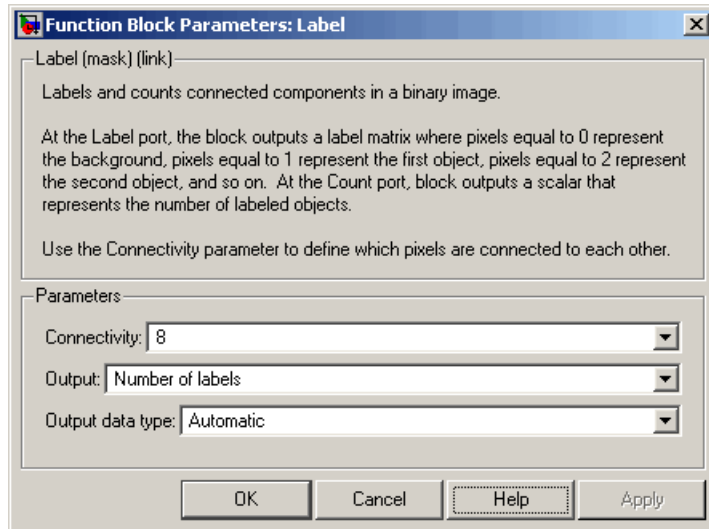 Function Block Parameters: Label
Label (mask) (link)
Labels and counts connected components in a binary image.
At the Label port, the block outputs a label matrix where pixels equal to 0 represent
the background, pixels equal to 1 represent the first object, pixels equal to 2 represent
the second object, and so on.  At the Count port, block outputs a scalar that
represents the number of labeled objects.
Use the Connectivity parameter to define which pixels are connected to each other.
Parameters
Connectivity: 8
Output: Number of labels
Output data type: Automatic
OK Cancel Help Apply